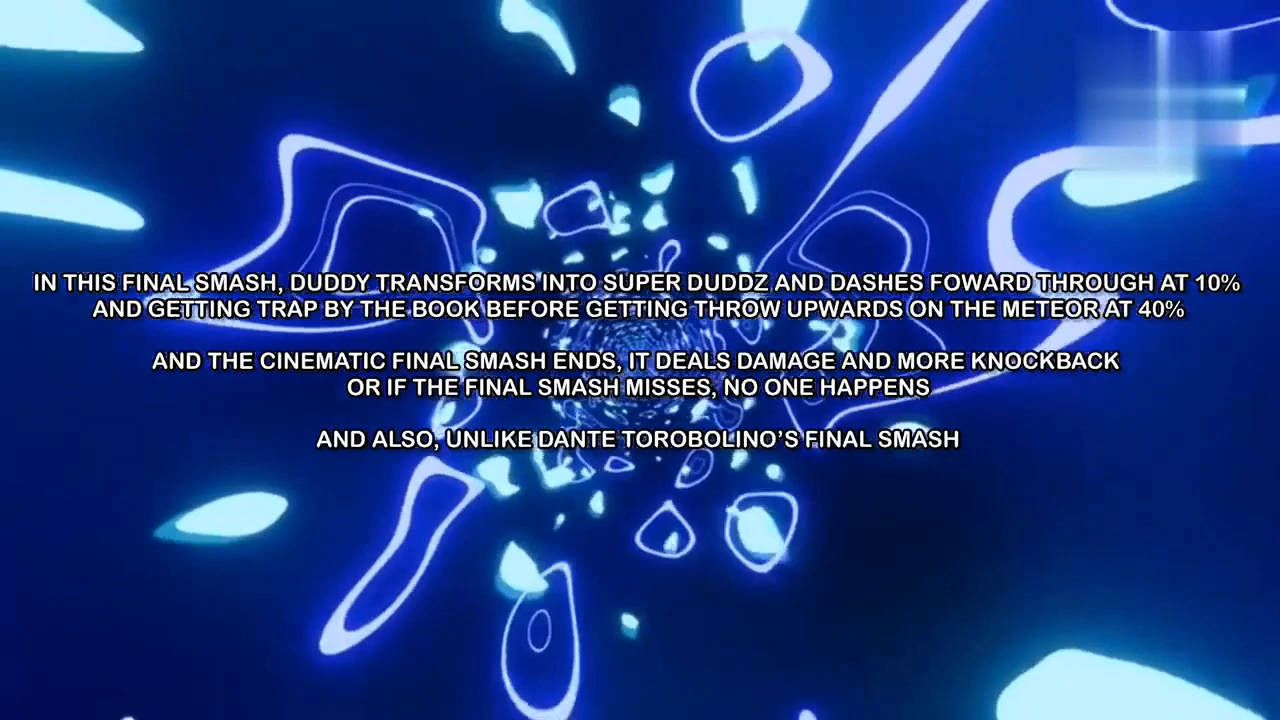 IN THIS FINAL SMASH, DUDDY TRANSFORMS INTO SUPER DUDDZ AND DASHES FOWARD THROUGH AT 10%
AND GETTING TRAP BY THE BOOK BEFORE GETTING THROW UPWARDS ON THE METEOR AT 40%
AND THE CINEMATIC FINAL SMASH ENDS, IT DEALS DAMAGE AND MORE KNOCKBACK
OR IF THE FINAL SMASH MISSES, NO ONE HAPPENS
AND ALSO, UNLIKE DANTE TOROBOLINO'S FINAL SMASH